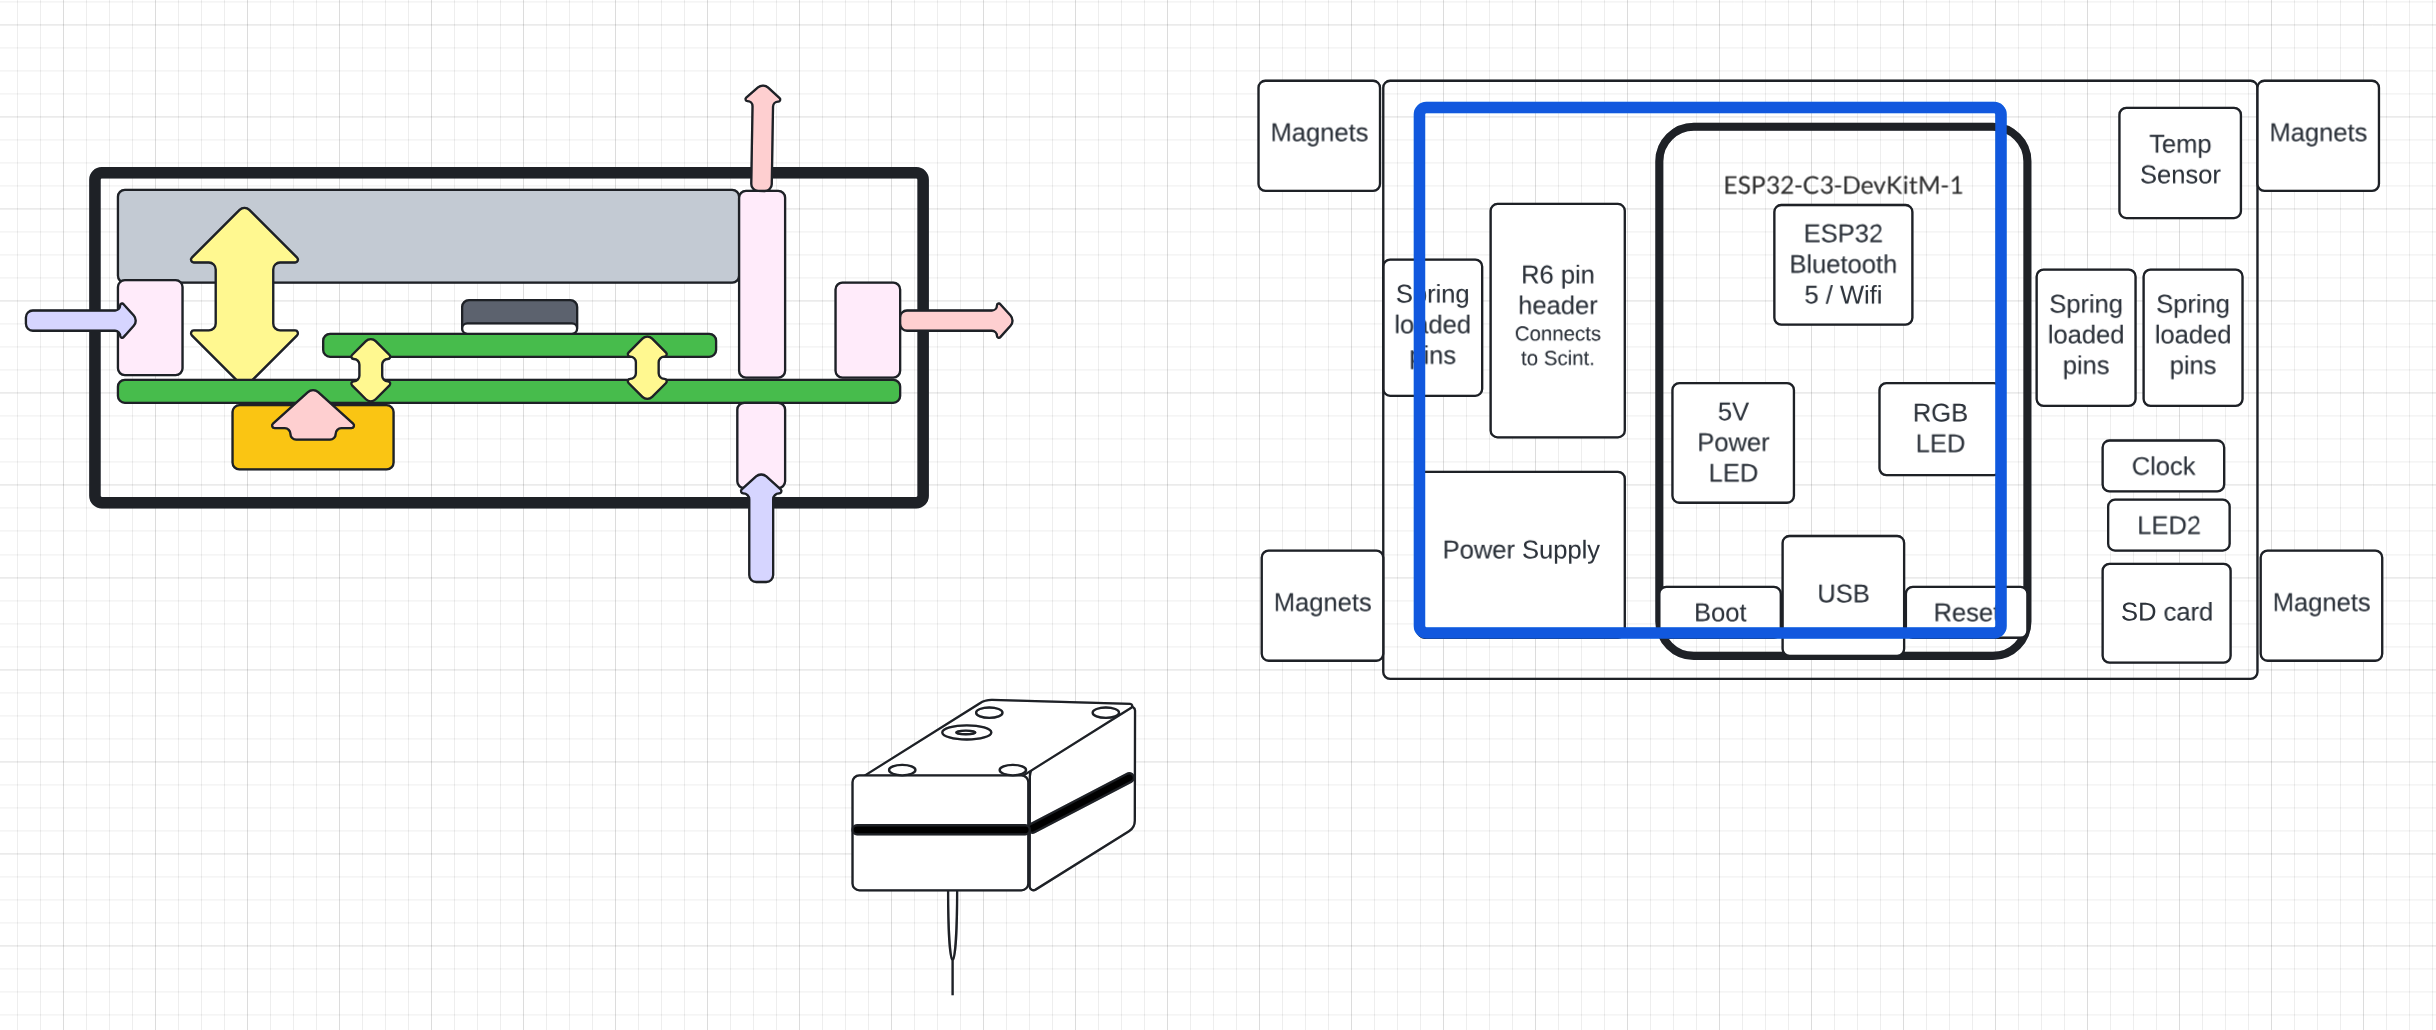 Magnets
Magnets
Temp
Sensor
ESP32-C3-DevKitM-1
ESP32
Bluetooth
5 / Wifi
R6 pin
header
Connects
to Scint.
Spring
loaded
pins
Spring
loaded
pins
Spring
loaded
pins
5V
Power
LED
RGB
LED
Clock
LED2
Power Supply
USB
Boot
Reset
SD card
Magnets
Magnets